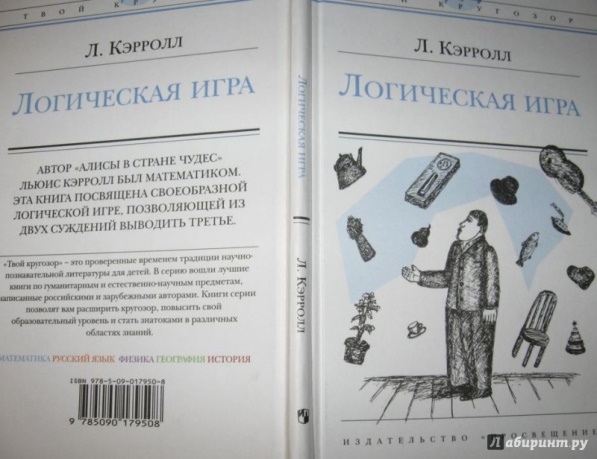 ТВОЙ КРУГ
Л. КЭРРОЛЛ
ЛОГИЧЕСКАЯ ИГРА
АВТОР «АЛИСЫ В СТРАНЕ ЧУДЕС»
ЛЬЮИС КЭРРОЛЛ БЫЛ МАТЕМАТИКОМ.
ЭТА КНИГА ПОСВЯЩЕНА СВОЕОБРАЗНОЙ
ЛОГИЧЕСКОЙ ИГРЕ, ПОЗВОЛЯЮЩЕЙ ИЗ
ДВУХ СУЖДЕНИЙ ВЫВОДИТЬ ТРЕТЬЕ.
«Твой кругозор» – это проверенные временем традиции научно-
познавательной литературы для детей. В серию вошли лучшие
книги по гуманитарным и естественно-научным предметам,
написанные российскими и зарубежными авторами. Книги серии
позволят вам расширить кругозор, повысить свой
образовательный уровень и стать знатоками в различных
областях знаний.
МАТЕМАТИКА РУССКИЙ ЯЗЫК ФИЗИКА ГЕОГРАФИЯ ИСТОРИЯ
ISBN 978-5-09-017950-8
9 785090 179508
ЛОГИЧЕСКАЯ ИГРА
Л. КЭРРОЛЛ
Й КРУГОЗОР
Л. КЭРРОЛЛ
ЛОГИЧЕСКАЯ ИГРА
ИЗДАТЕЛЬСТВО «ПРОСВЕЩЕНИЕ
Лабиринт.ру